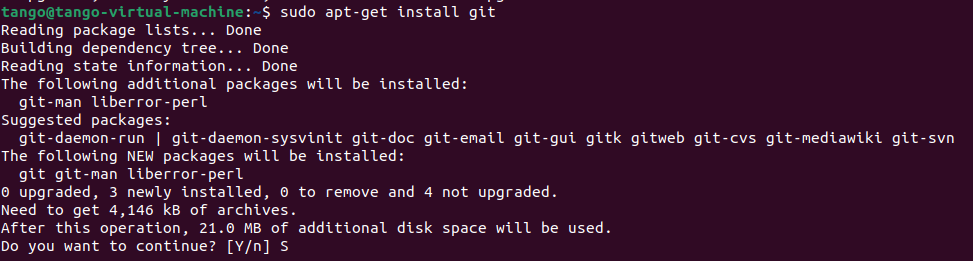 tango@tango-virtual-machine:~$ sudo apt-get install git
Reading package lists... Done
Building dependency tree... Done
Reading state information... Done
The following additional packages will be installed:
  git-man liberror-perl
Suggested packages:
  git-daemon-run | git-daemon-sysvinit git-doc git-email git-gui gitk gitweb git-cvs git-mediawiki git-svn
The following NEW packages will be installed:
  git git-man liberror-perl
0 upgraded, 3 newly installed, 0 to remove and 4 not upgraded.
Need to get 4,146 kB of archives.
After this operation, 21.0 MB of additional disk space will be used.
Do you want to continue? [Y/n] S